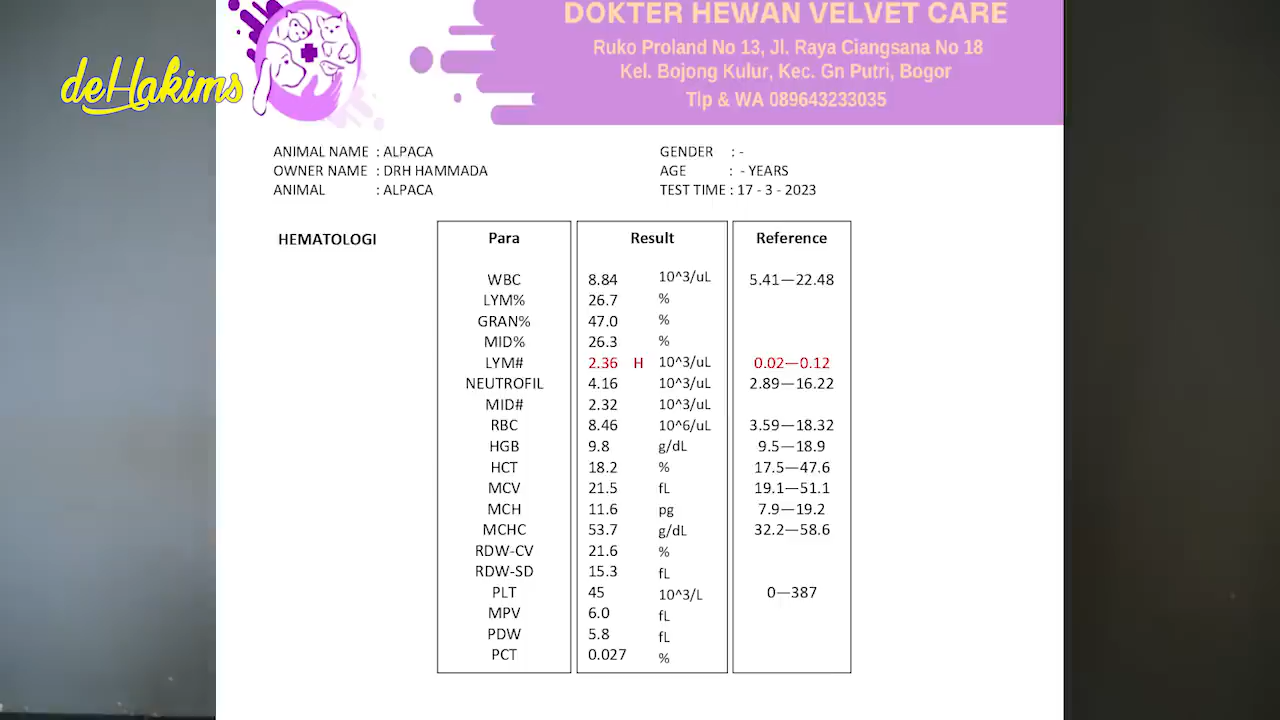 DOKTER HEWAN VELVET CARE
Ruko Proland No 13, Jl. Raya Ciangsana No 18
Kel. Bojong Kulur, Kec. Gn Putri, Bogor
Tlp & WA 089643233035
deHakims
ANIMAL NAME : ALPACA GENDER : -
OWNER NAME : DRH HAMMADA AGE : - YEARS
ANIMAL : ALPACA TEST TIME : 17 - 3 - 2023
HEMATOLOGI Para Result Reference
WBC 8.84 10^3/uL 5.41—22.48
LYM% 26.7 %
GRAN% 47.0 %
MID% 26.3 %
LYM# 2.36 H 10^3/uL 0.02—0.12
NEUTROFIL 4.16 10^3/uL 2.89—16.22
MID# 2.32 10^3/uL
RBC 8.46 10^6/uL 3.59—18.32
HGB 9.8 g/dL 9.5—18.9
HCT 18.2 % 17.5—47.6
MCV 21.5 fL 19.1—51.1
MCH 11.6 pg 7.9—19.2
MCHC 53.7 g/dL 32.2—58.6
RDW-CV 21.6 %
RDW-SD 15.3 fL
PLT 45 10^3/L 0—387
MPV 6.0 fL
PDW 5.8 fL
PCT 0.027 %